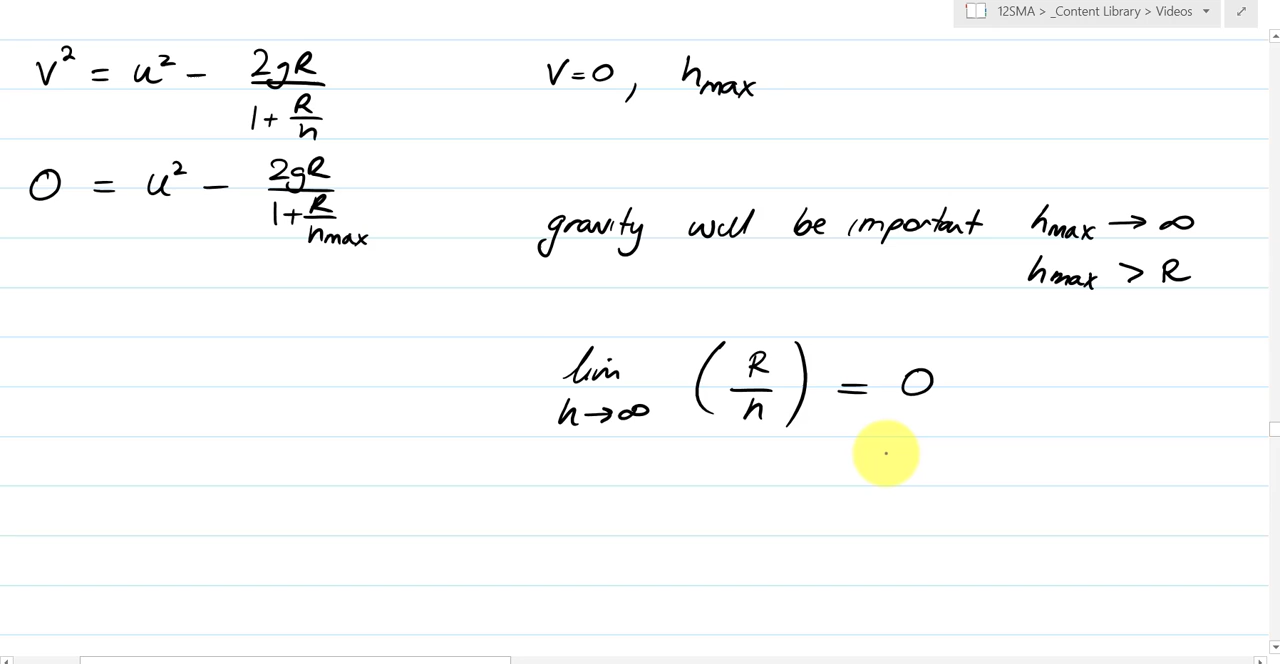 12SMA > _Content Library > Videos
v² = u² - 2gR / (1 + R/h)
v = 0, hmax
0 = u² - 2gR / (1 + R/hmax)
gravity will be important hmax → ∞
hmax > R
lim h→∞ (R/h) = 0